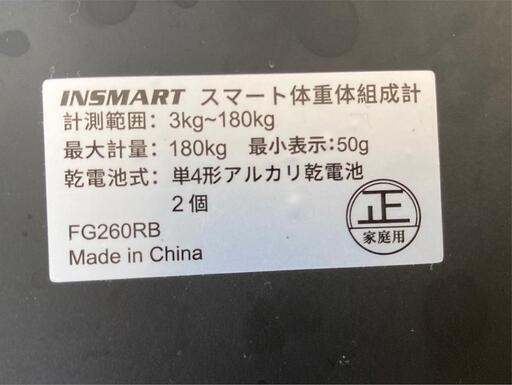 INSMART スマート体重体組成計
計測範囲： 3kg~180kg
最大計量： 180kg 最小表示：50g
乾電池式： 単4形アルカリ乾電池
2個
FG260RB
Made in China
正
家庭用